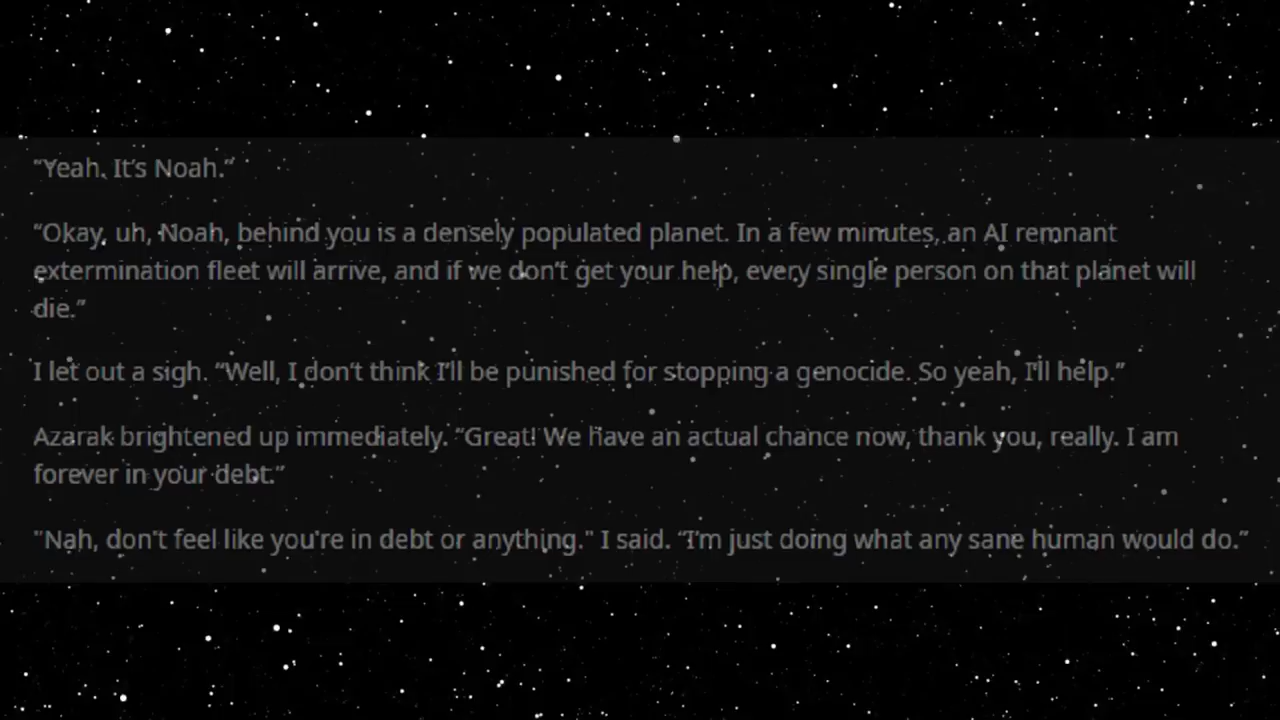 “Yeah. It’s Noah.”
“Okay, uh, Noah, behind you is a densely populated planet. In a few minutes, an AI remnant
extermination fleet will arrive, and if we don’t get your help, every single person on that planet will
die.”
I let out a sigh. “Well, I don’t think I’ll be punished for stopping a genocide. So yeah, I’ll help.”
Azarak brightened up immediately. “Great! We have an actual chance now, thank you, really. I am
forever in your debt.”
"Nah, don't feel like you're in debt or anything." I said. “I’m just doing what any sane human would do.”